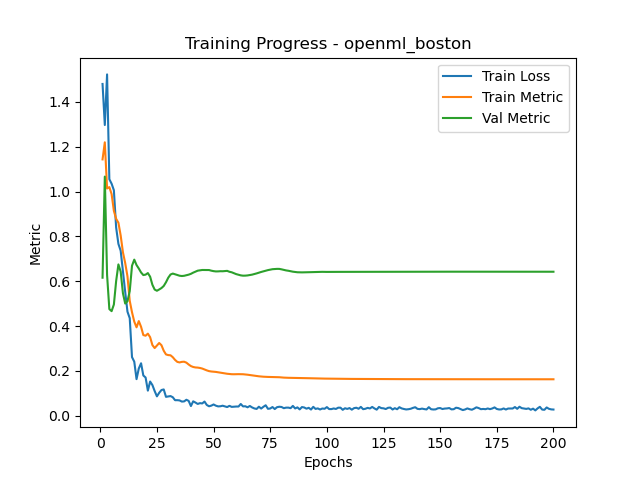 Training Progress - openml_boston
Train Loss
Train Metric
Val Metric
Metric
1.4
1.2
1.0
0.8
0.6
0.4
0.2
0.0
0 25 50 75 100 125 150 175 200
Epochs